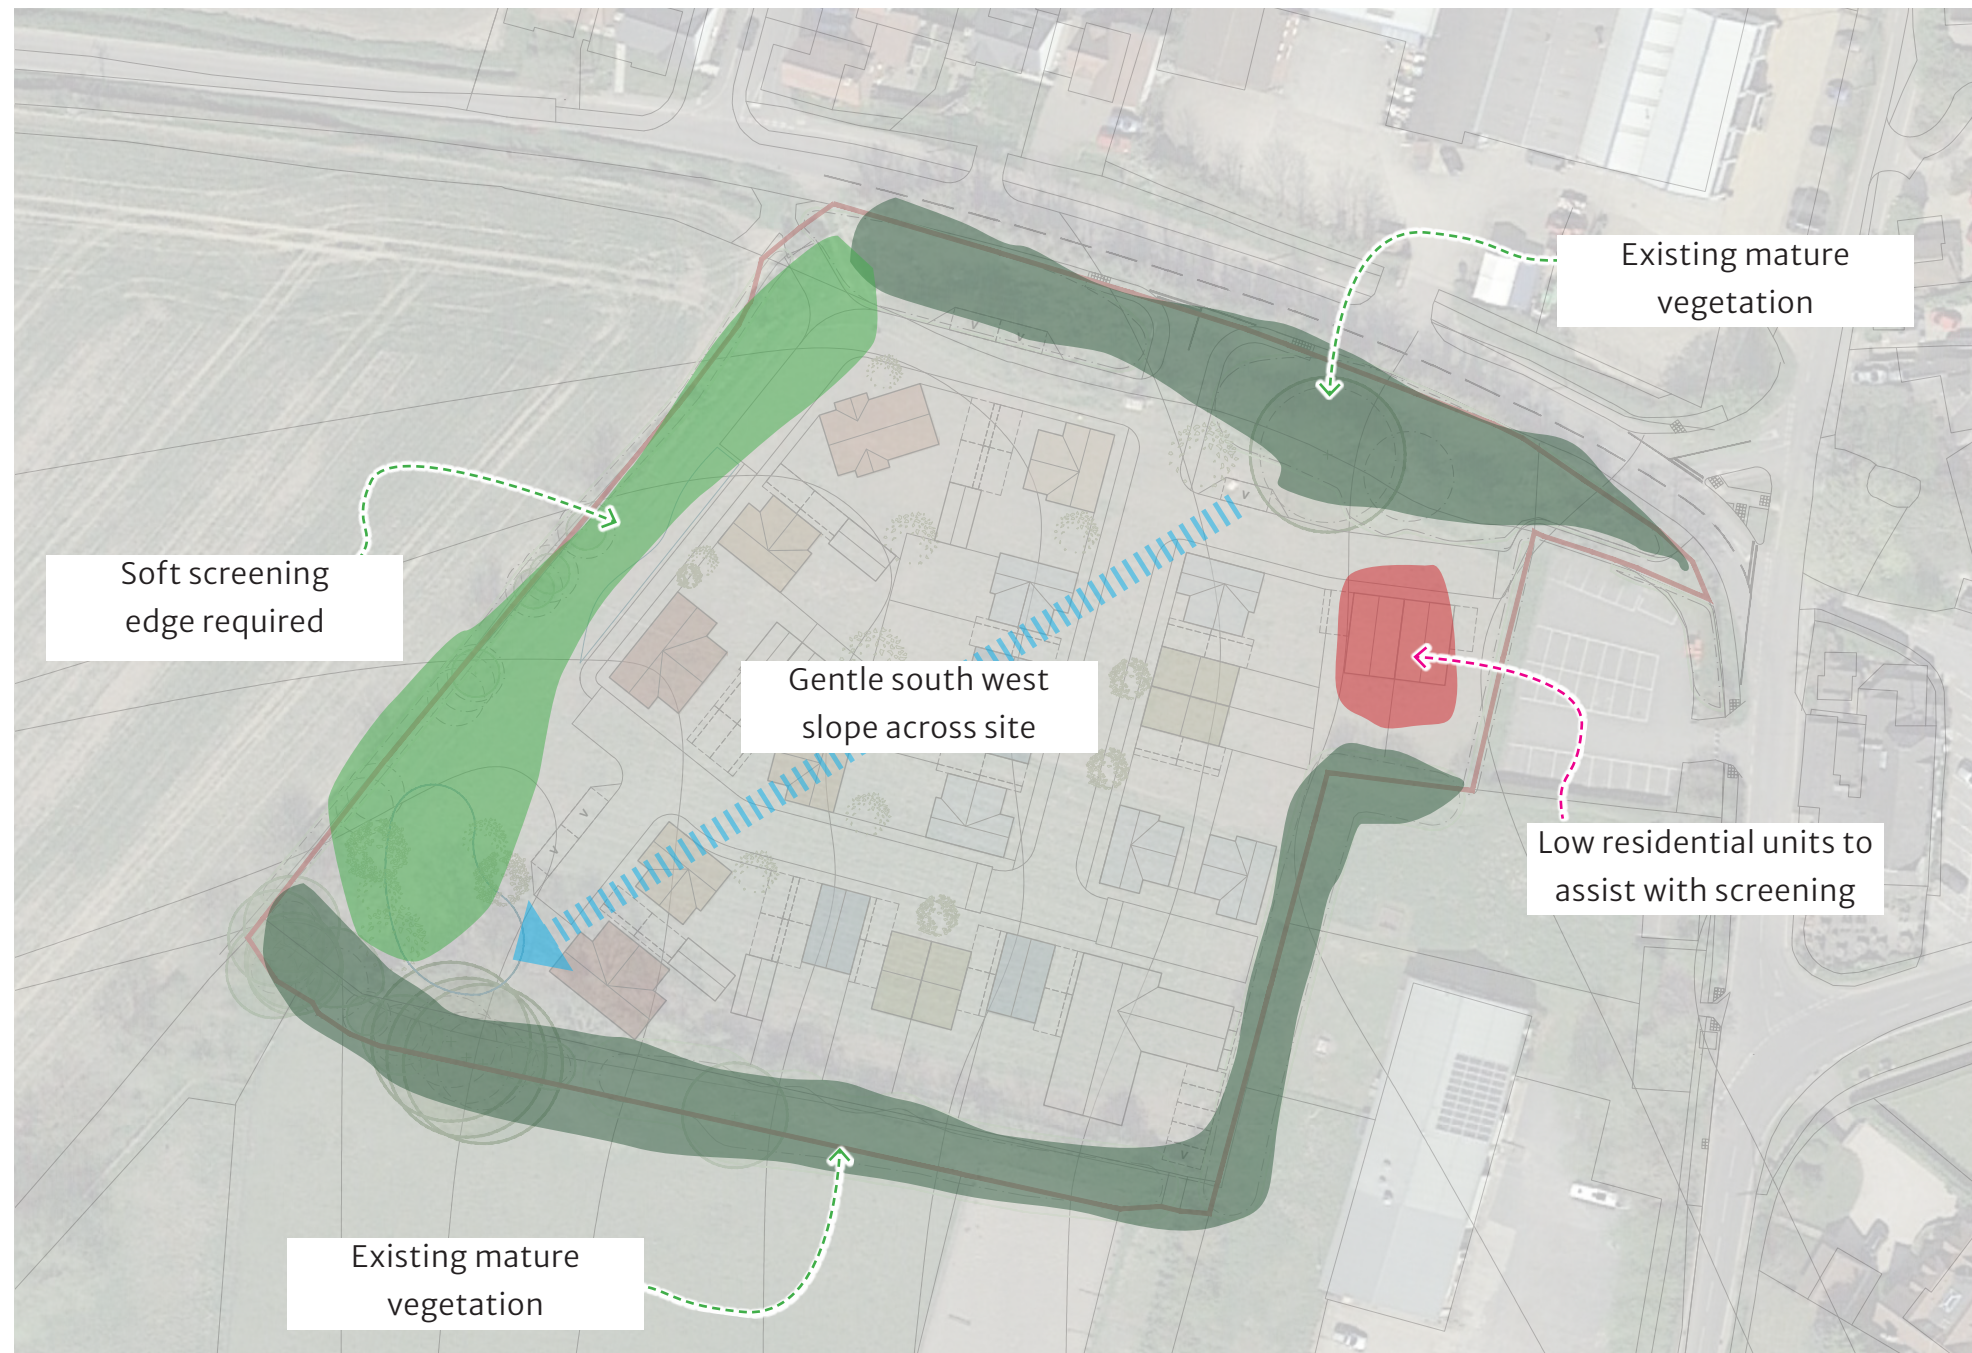 Existing mature
vegetation
Soft screening
edge required
Gentle south west
slope across site
Low residential units to
assist with screening
Existing mature
vegetation